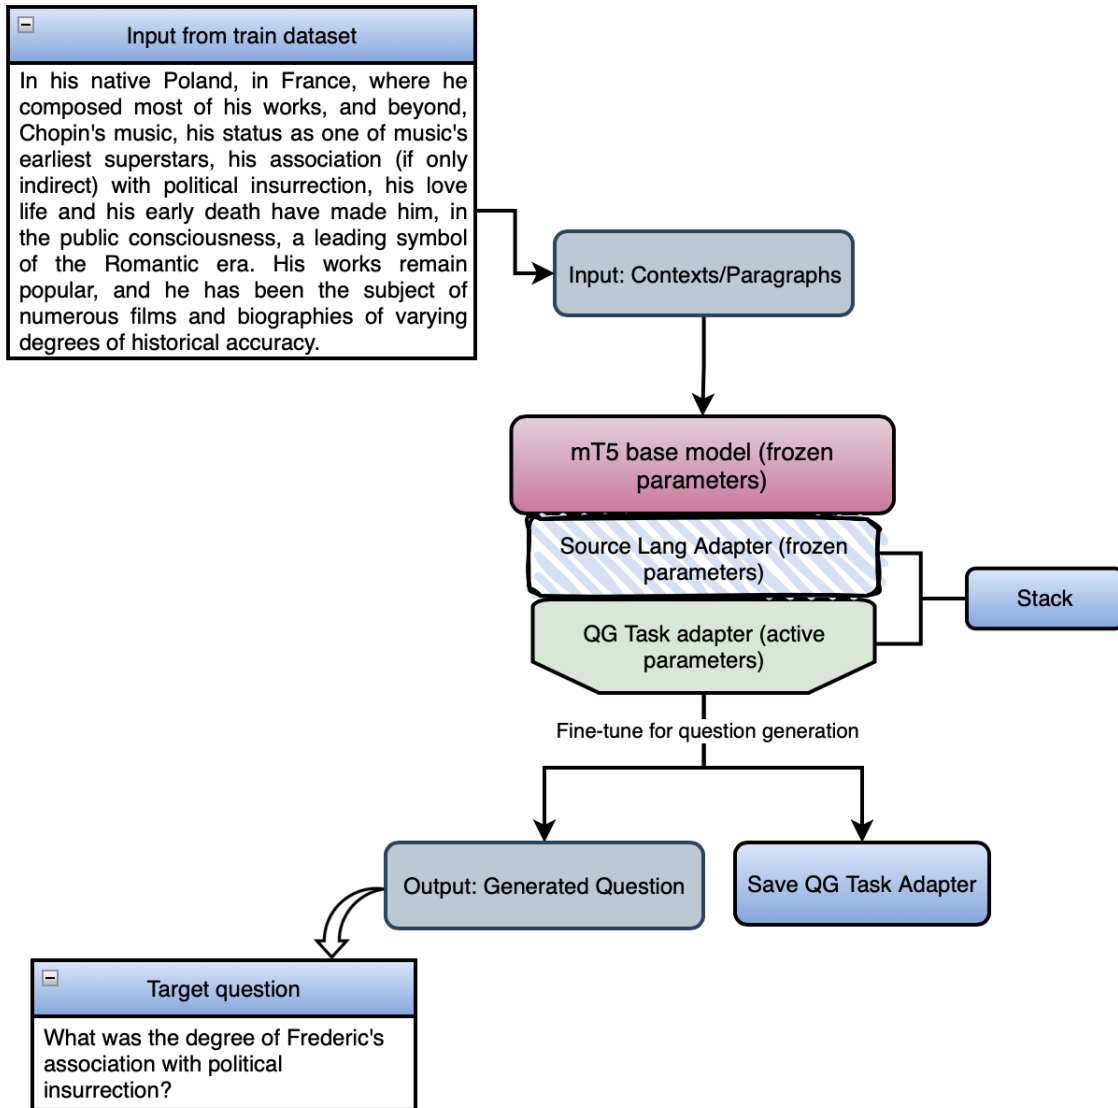 Input from train dataset
In his native Poland, in France, where he
composed most of his works, and beyond,
Chopin's music, his status as one of music's
earliest superstars, his association (if only
indirect) with political insurrection, his love
life and his early death have made him, in
the public consciousness, a leading symbol
of the Romantic era. His works remain
popular, and he has been the subject of
numerous films and biographies of varying
degrees of historical accuracy.
Input: Contexts/Paragraphs
mT5 base model (frozen
parameters)
Source Lang Adapter (frozen
parameters)
Stack
QG Task adapter (active
parameters)
Fine-tune for question generation
Output: Generated Question
Save QG Task Adapter
Target question
What was the degree of Frederic's
association with political
insurrection?